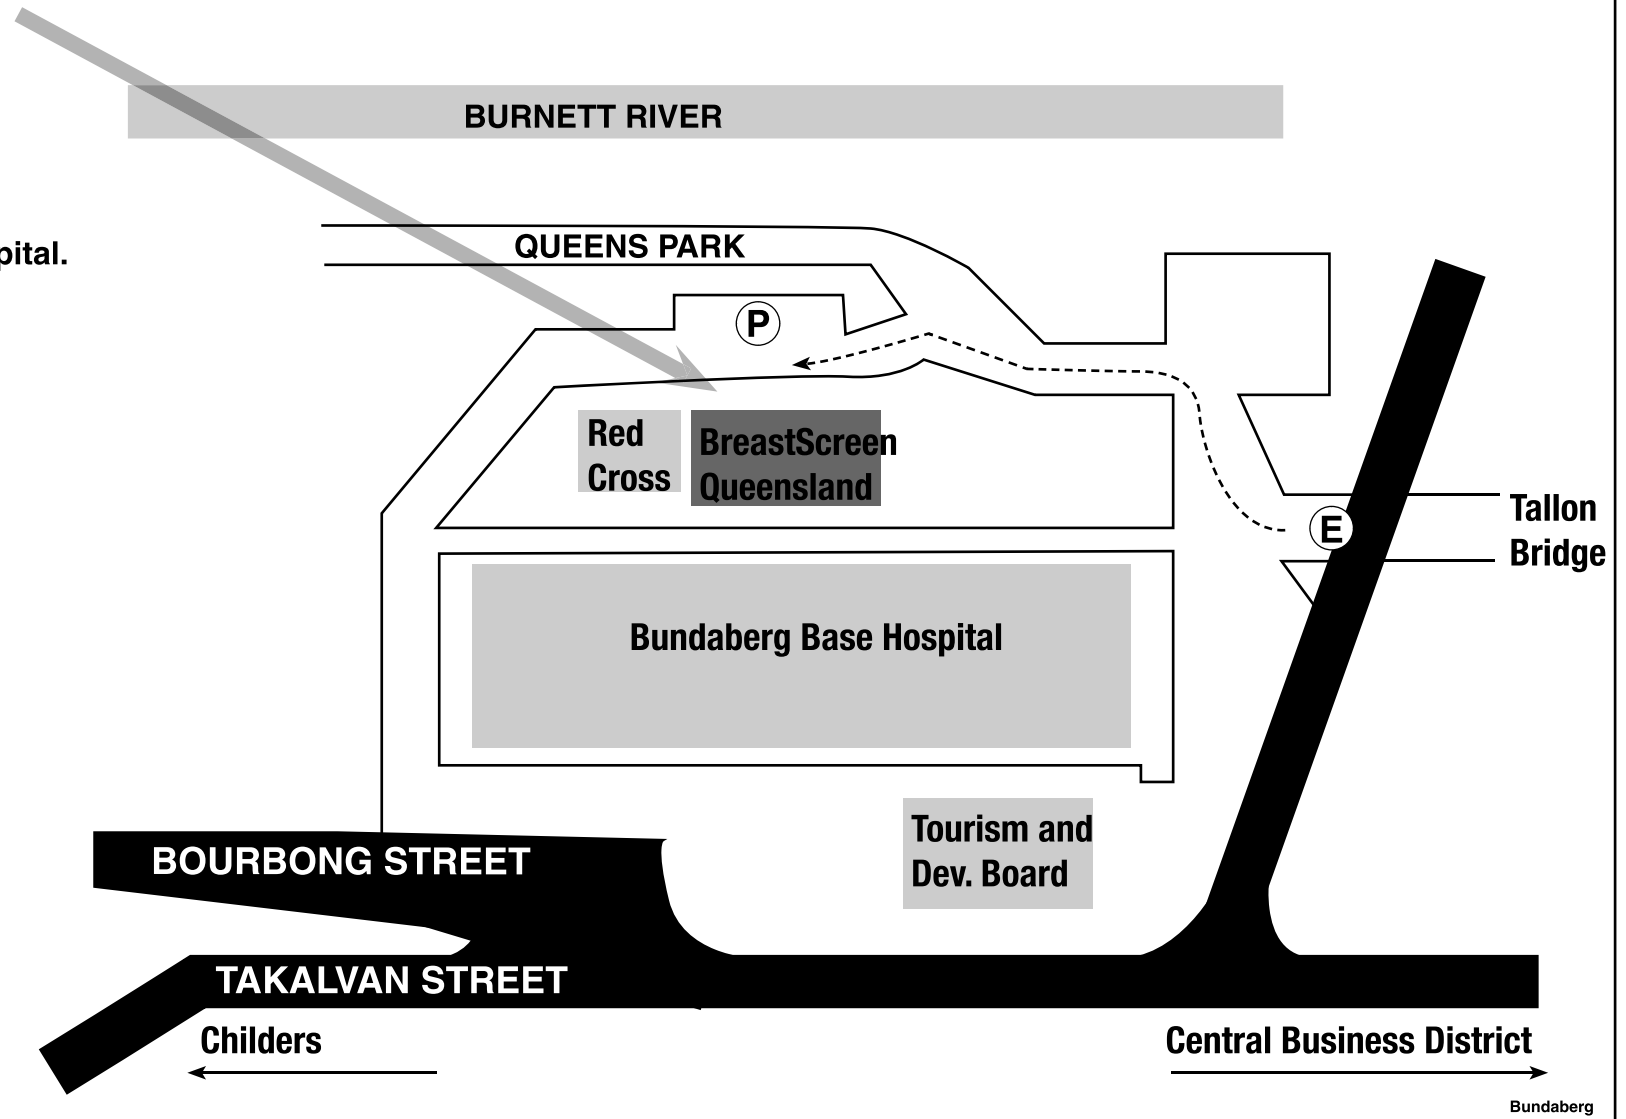 BURNETT RIVER
pital.
QUEENS PARK
P
Red
Cross
BreastScreen
Queensland
Tallon
Bridge
E
Bundaberg Base Hospital
Tourism and
Dev. Board
BOURBONG STREET
TAKALVAN STREET
Childers
Central Business District
Bundaberg